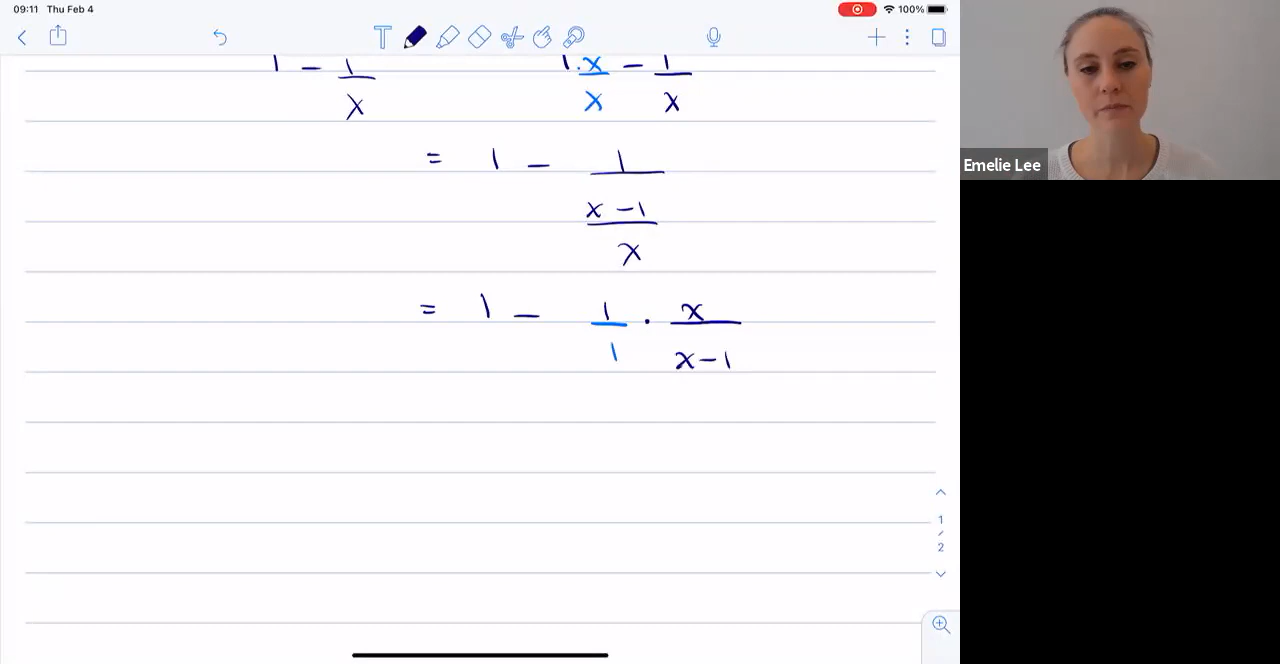 09:11 Thu Feb 4 100%
T
1 - 1 1 · x - 1
x x x
= 1 - 1
x - 1
x
= 1 - 1 · x
1 x - 1
Emelie Lee
1
/
2